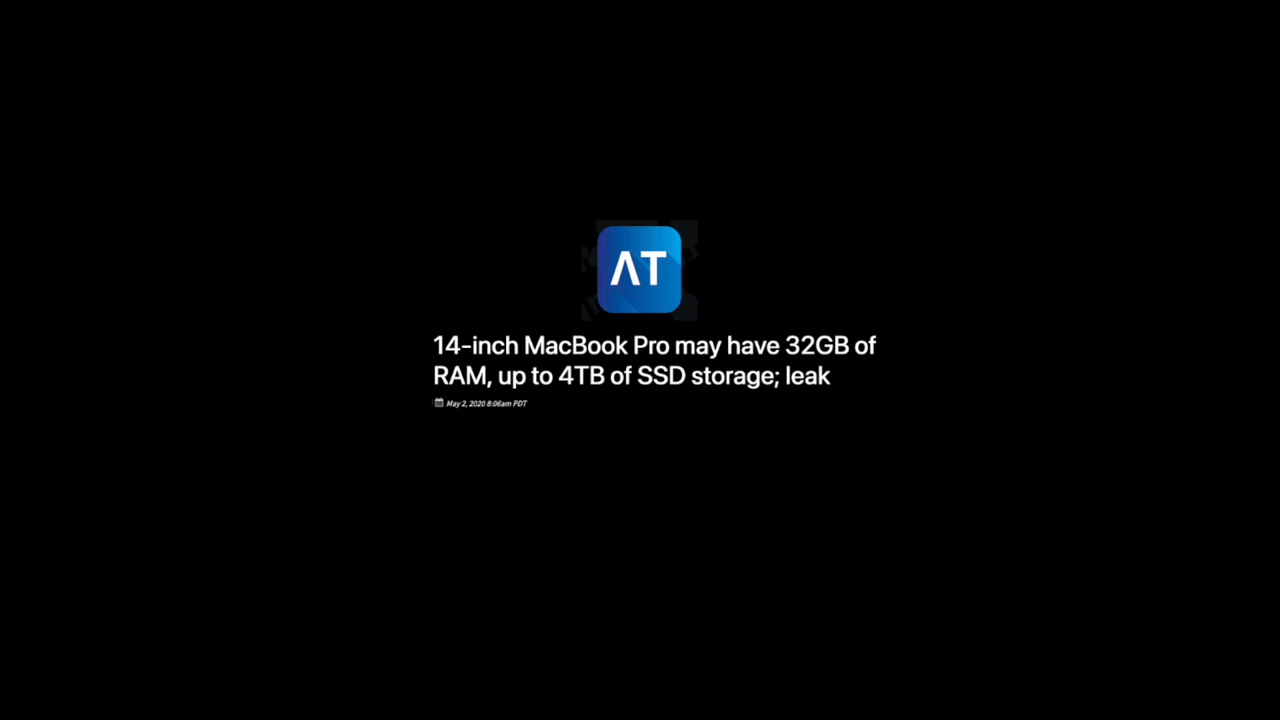 ΛT
14-inch MacBook Pro may have 32GB of
RAM, up to 4TB of SSD storage; leak
May 2, 2020 8:06am PDT